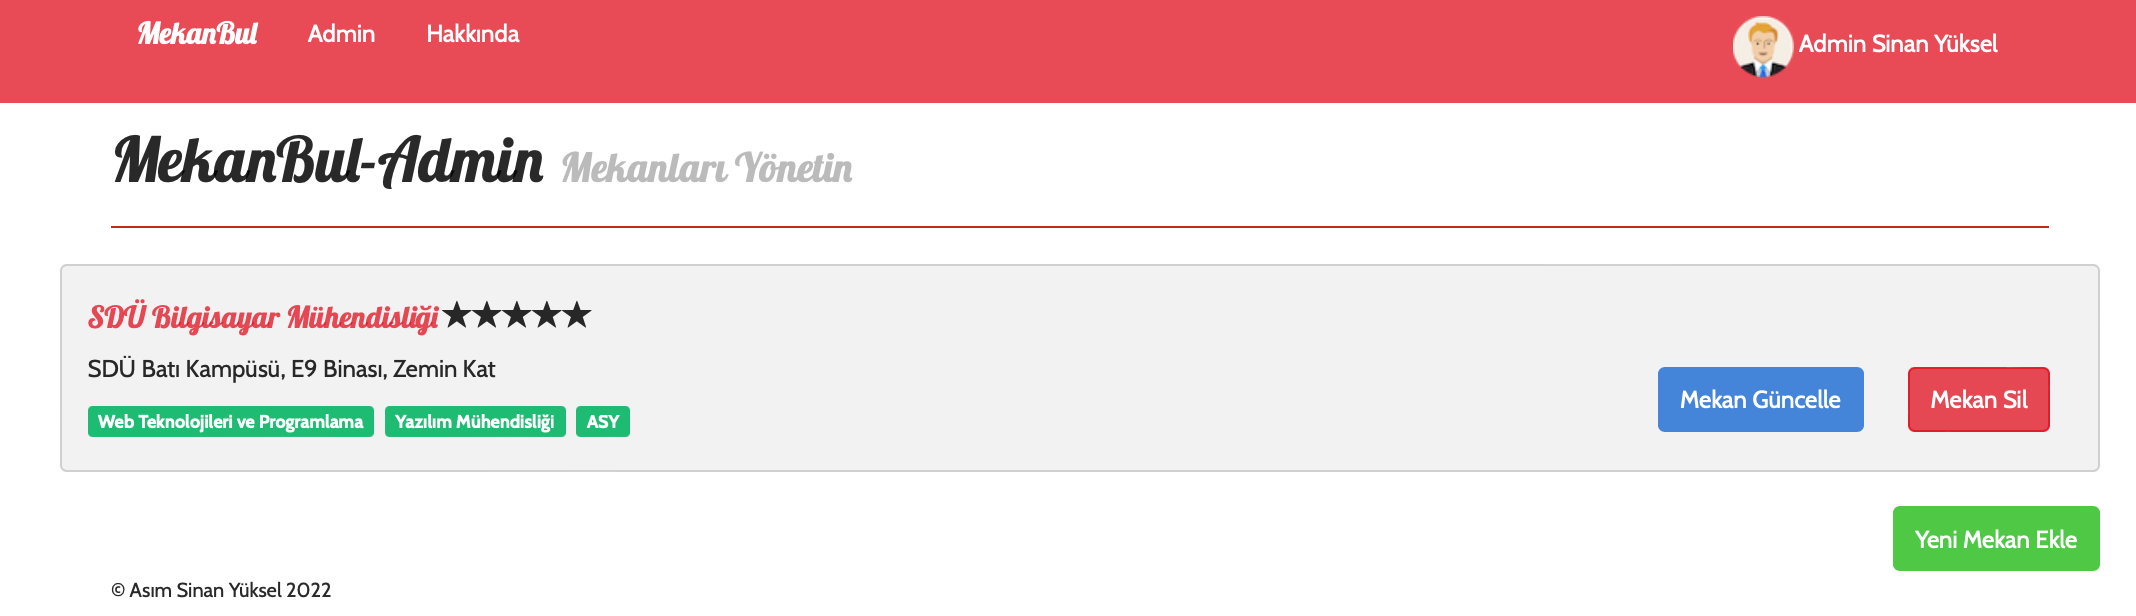 MekanBul Admin Hakkında Admin Sinan Yüksel
MekanBul-Admin Mekanları Yönetin
SDÜ Bilgisayar Mühendisliği ★★★★★
SDÜ Batı Kampüsü, E9 Binası, Zemin Kat
Mekan Güncelle Mekan Sil
Web Teknolojileri ve Programlama Yazılım Mühendisliği ASY
Yeni Mekan Ekle
© Asım Sinan Yüksel 2022